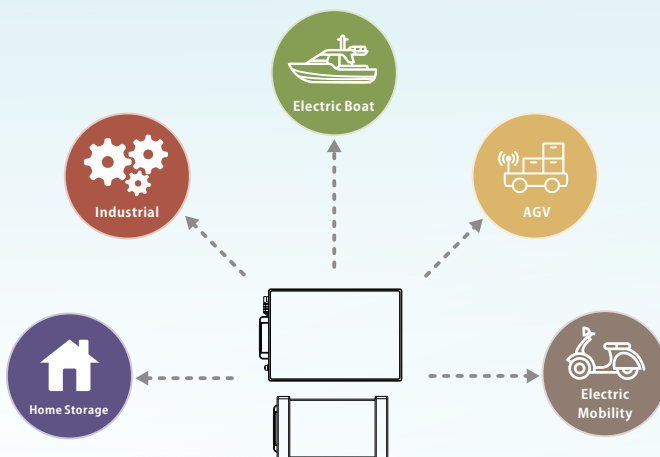 Electric Boat
Industrial
AGV
Home Storage
Electric
Mobility